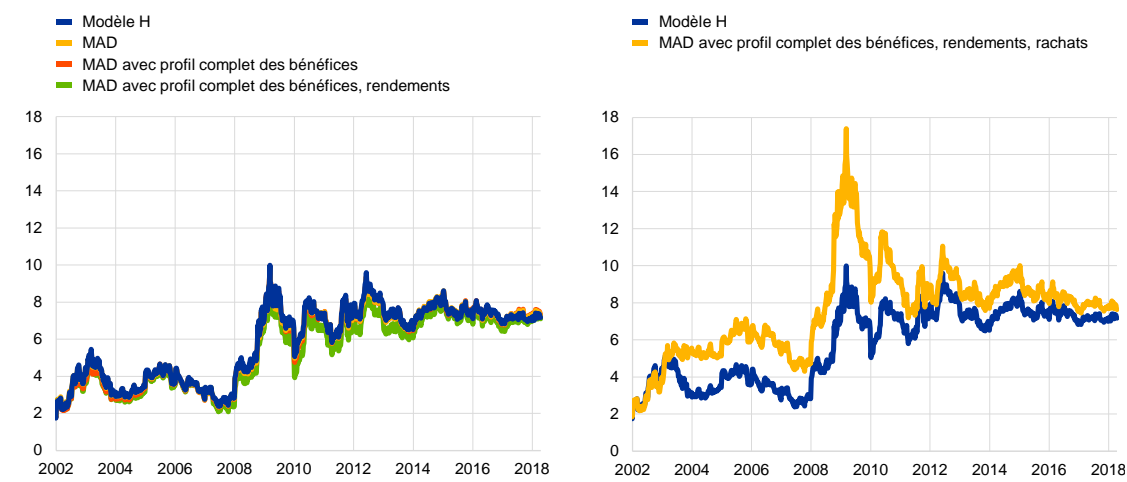 Modèle H
MAD
MAD avec profil complet des bénéfices
MAD avec profil complet des bénéfices, rendements
18
16
14
12
10
8
6
4
2
0
2002 2004 2006 2008 2010 2012 2014 2016 2018
Modèle H
MAD avec profil complet des bénéfices, rendements, rachats
18
16
14
12
10
8
6
4
2
0
2002 2004 2006 2008 2010 2012 2014 2016 2018